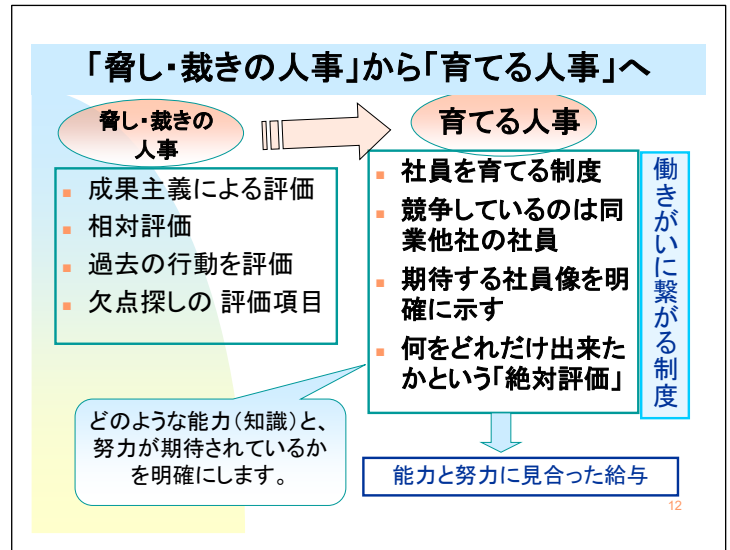 「脅し・裁きの人事」から「育てる人事」へ
脅し・裁きの
人事
成果主義による評価
相対評価
過去の行動を評価
欠点探しの 評価項目
育てる人事
社員を育てる制度
競争しているのは同
業他社の社員
期待する社員像を明
確に示す
何をどれだけ出来た
かという「絶対評価」
働きがいに繋がる制度
どのような能力（知識）と、
努力が期待されているか
を明確にします。
能力と努力に見合った給与
12